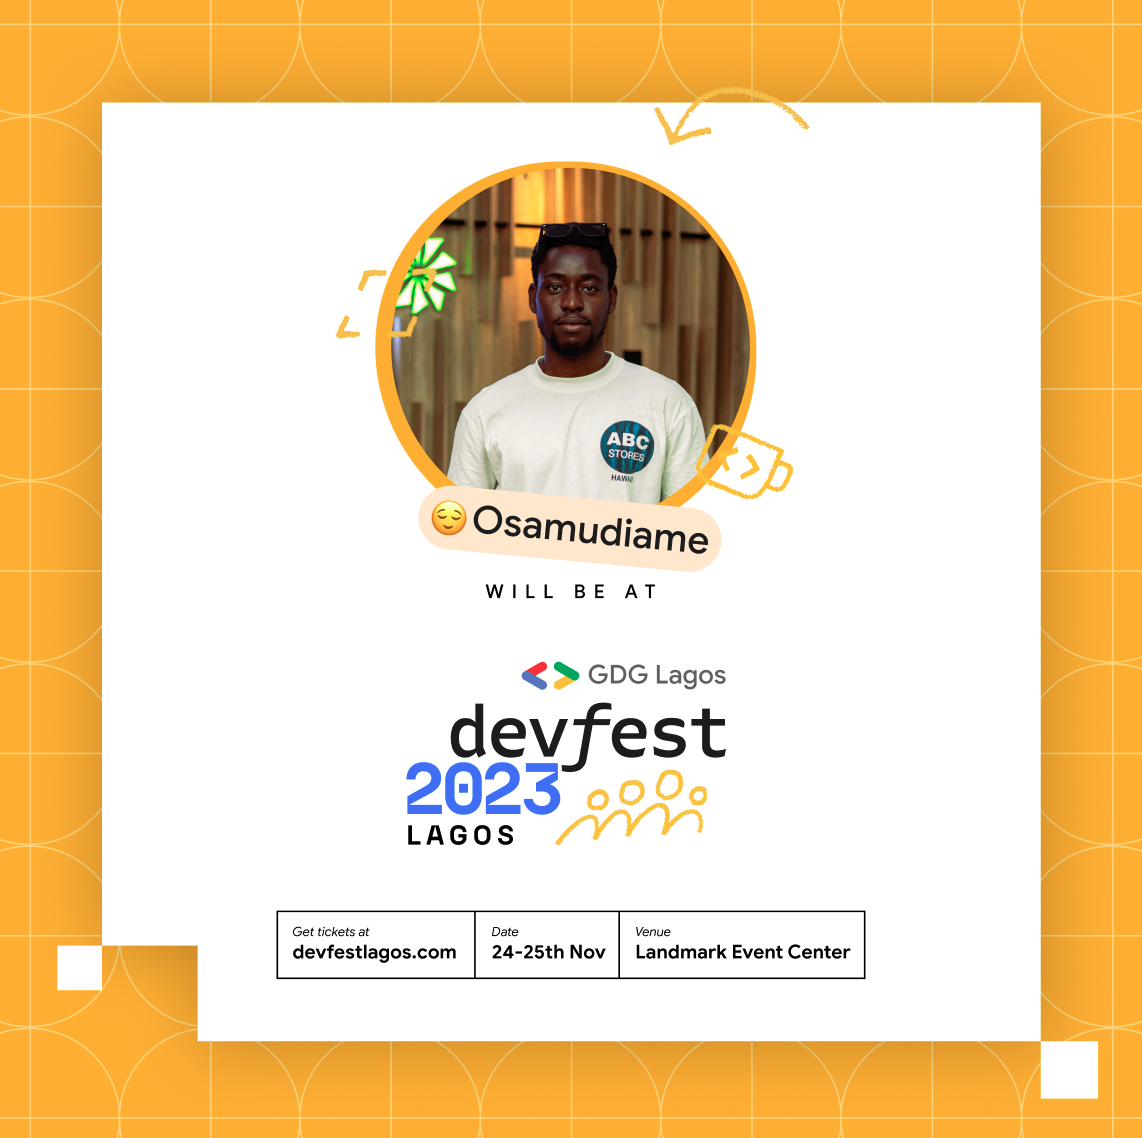 ABC
STORES
HAWAII
😌 Osamudiame
WILL BE AT
GDG Lagos
devfest
2023
LAGOS
Get tickets at
devfestlagos.com
Date
24-25th Nov
Venue
Landmark Event Center